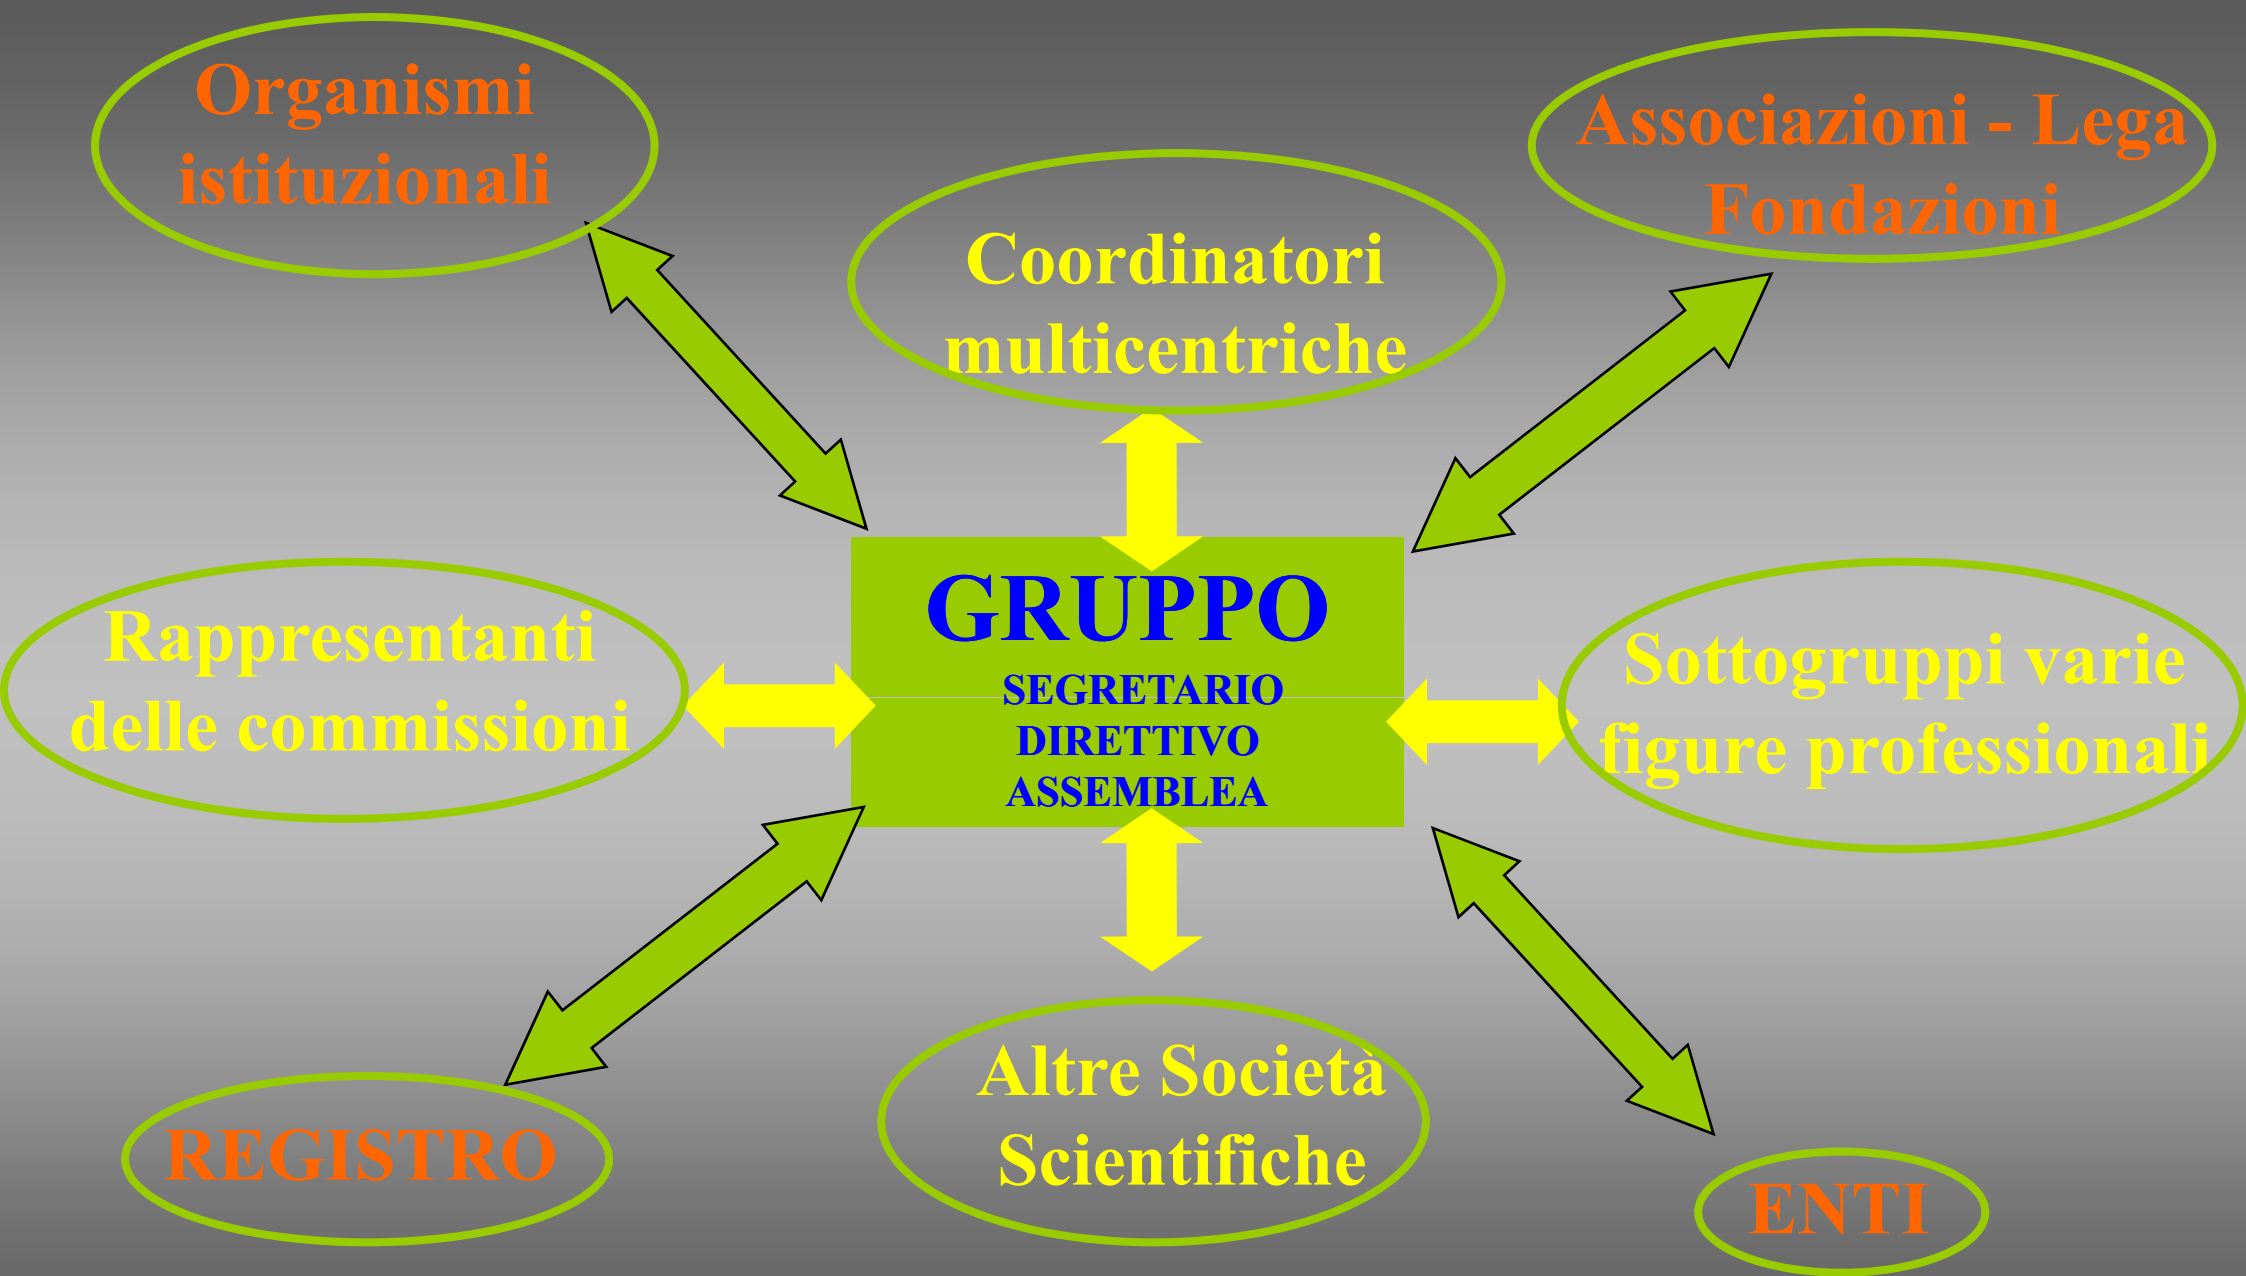 Organismi
istituzionali
Associazioni - Lega
Fondazioni
Coordinatori
multicentriche
Rappresentanti
delle commissioni
GRUPPO
SEGRETARIO
DIRETTIVO
ASSEMBLEA
Sottogruppi varie
figure professionali
REGISTRO
Altre Società
Scientifiche
ENTI